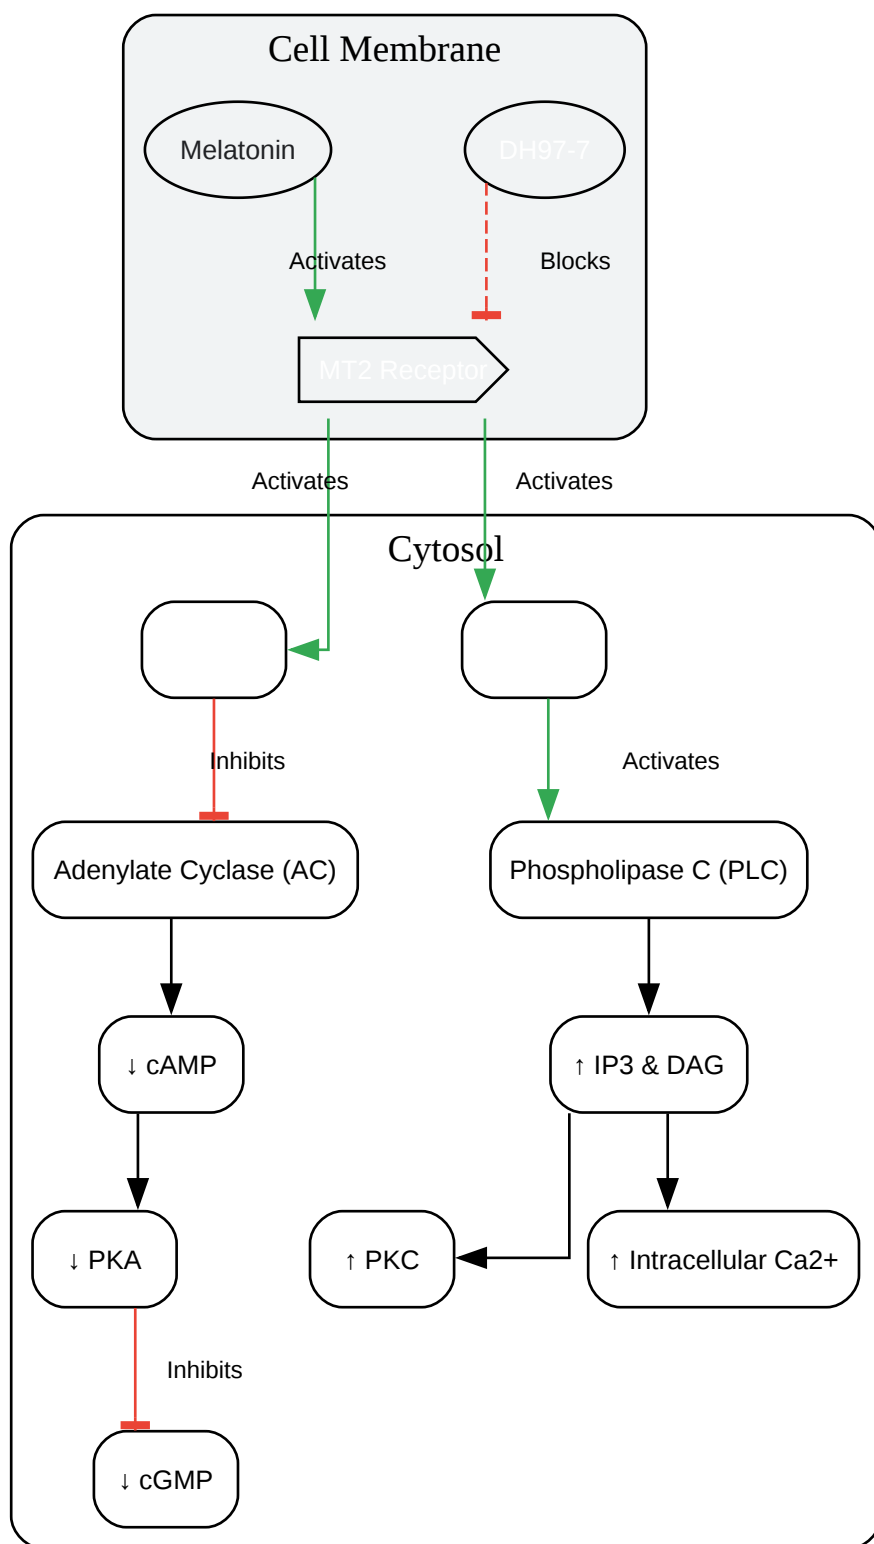 Cell Membrane
Melatonin
DH97-7
Activates
Blocks
MT2 Receptor
Activates
Activates
Cytosol
Inhibits
Activates
Adenylate Cyclase (AC)
Phospholipase C (PLC)
↓ cAMP
↑ IP3 & DAG
↓ PKA
↑ PKC
↑ Intracellular Ca2+
Inhibits
↓ cGMP